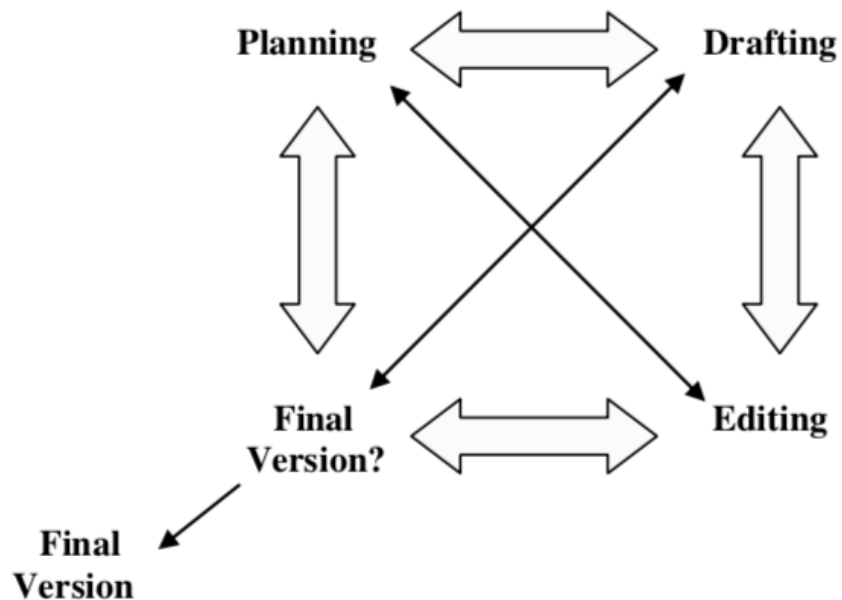 Planning
Drafting
Final
Version?
Editing
Final
Version